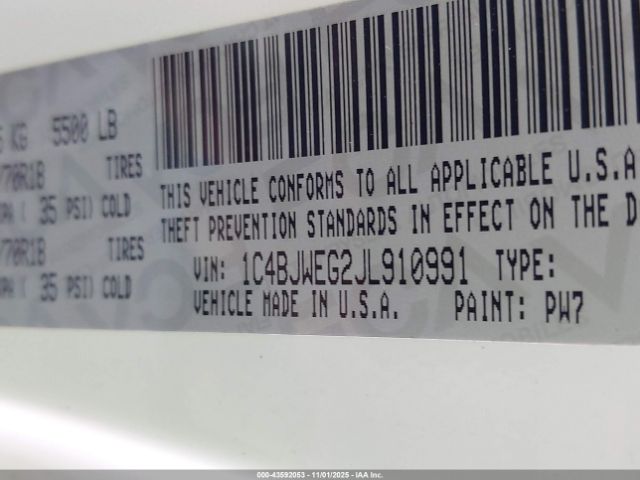 KG 5500 LB
70R18 TIRES
( 35 PSI) COLD
70R18 TIRES
( 35 PSI) COLD
THIS VEHICLE CONFORMS TO ALL APPLICABLE U.S.A
THEFT PREVENTION STANDARDS IN EFFECT ON THE D
VIN: 1C4BJWEG2JL910991 TYPE:
VEHICLE MADE IN U.S.A. PAINT: PW7
000-43592053 - 11/01/2025 - IAA Inc.